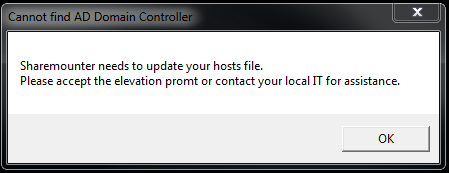 Cannot find AD Domain Controller
Sharemounter needs to update your hosts file.
Please accept the elevation promt or contact your local IT for assistance.
OK